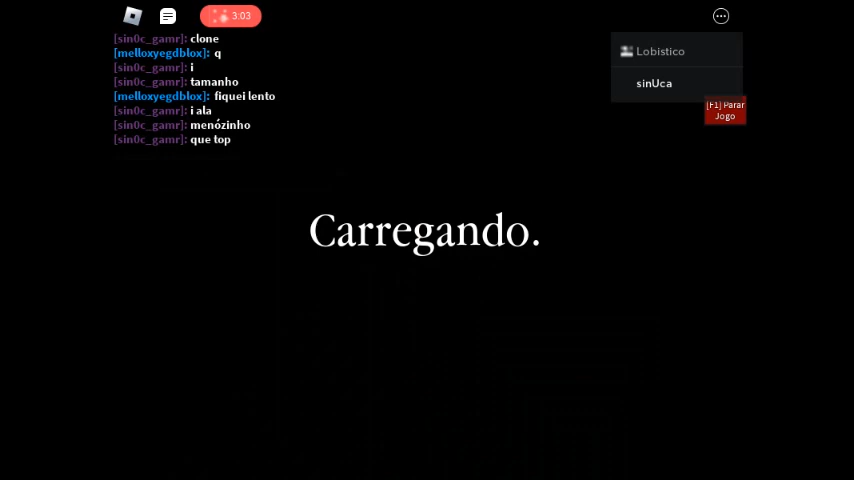 3:03
[sin0c_gamr]: clone
[melloxyegdblox]: q
[sin0c_gamr]: i
[sin0c_gamr]: tamanho
[melloxyegdblox]: fiquei lento
[sin0c_gamr]: i ala
[sin0c_gamr]: menózinho
[sin0c_gamr]: que top
Lobistico
sinUca
[F1] Parar
Jogo
Carregando.